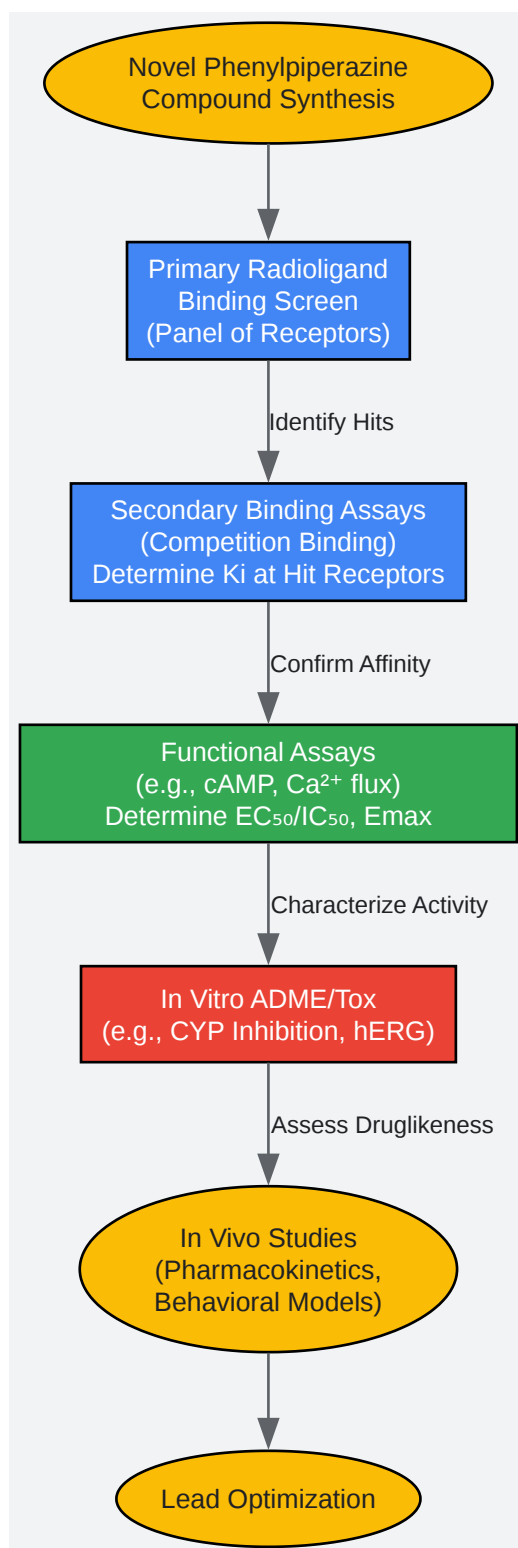 Novel Phenylpiperazine
Compound Synthesis
Primary Radioligand
Binding Screen
(Panel of Receptors)
Identify Hits
Secondary Binding Assays
(Competition Binding)
Determine Ki at Hit Receptors
Confirm Affinity
Functional Assays
(e.g., cAMP, Ca²⁺ flux)
Determine EC₅₀/IC₅₀, Emax
Characterize Activity
In Vitro ADME/Tox
(e.g., CYP Inhibition, hERG)
Assess Druglikeness
In Vivo Studies
(Pharmacokinetics,
Behavioral Models)
Lead Optimization